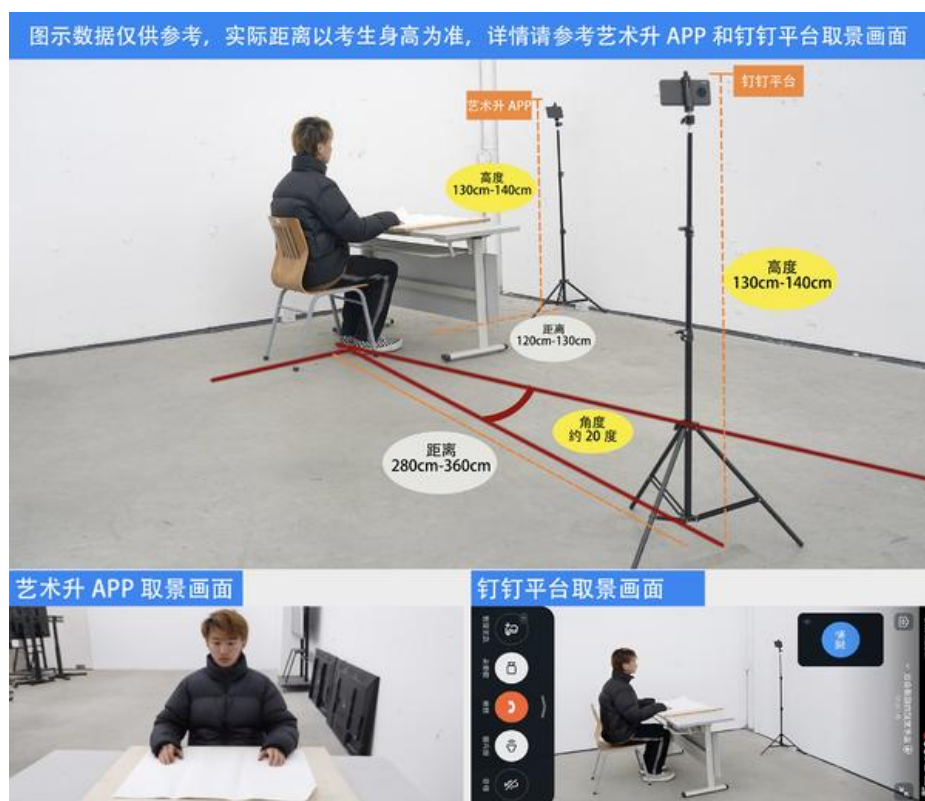 图示数据仅供参考，实际距离以考生身高为准，详情请参考艺术升 APP 和钉钉平台取景画面
艺术升 APP
钉钉平台
高度
130cm-140cm
高度
130cm-140cm
距离
120cm-130cm
角度
约 20 度
距离
280cm-360cm
艺术升 APP 取景画面
钉钉平台取景画面